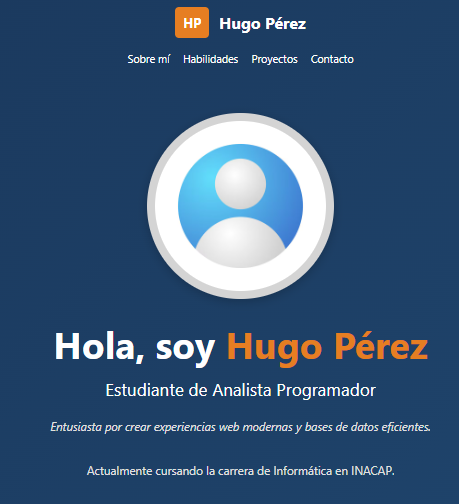 HP Hugo Pérez
Sobre mí Habilidades Proyectos Contacto
Hola, soy Hugo Pérez
Estudiante de Analista Programador
Entusiasta por crear experiencias web modernas y bases de datos eficientes.
Actualmente cursando la carrera de Informática en INACAP.